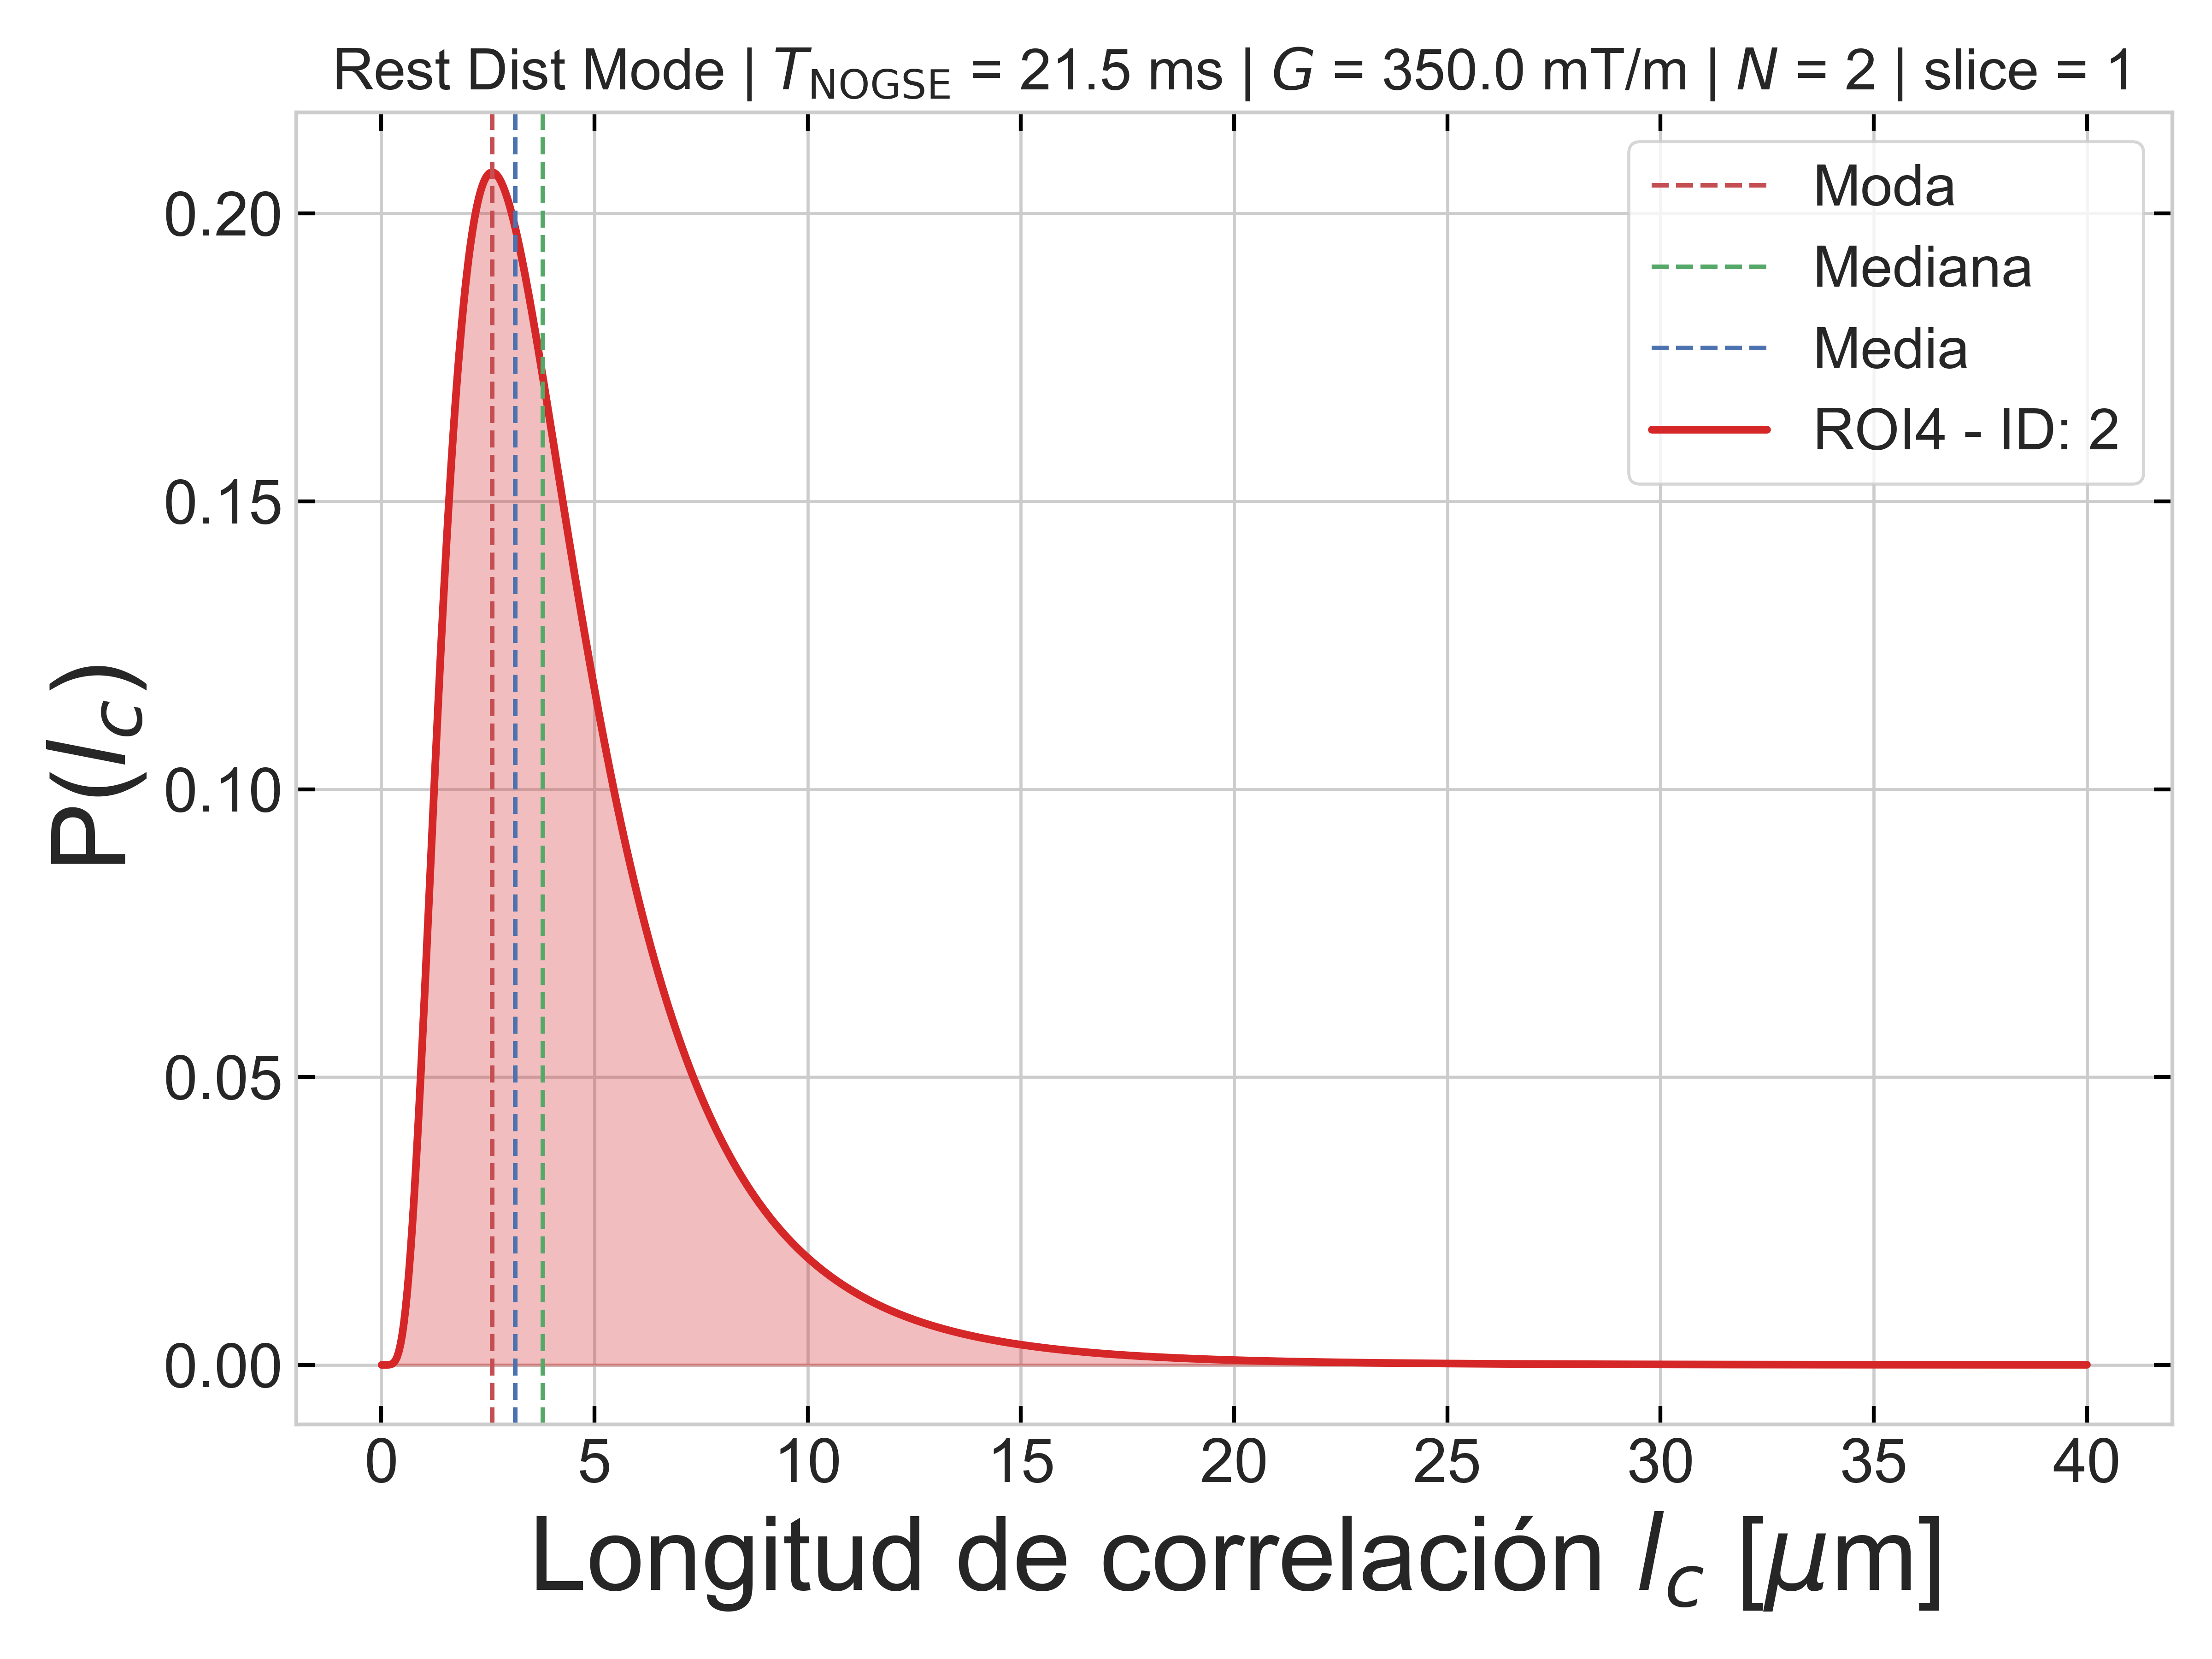 Rest Dist Mode | T_NOGSE = 21.5 ms | G = 350.0 mT/m | N = 2 | slice = 1
Moda
Mediana
Media
ROI4 - ID: 2
P(l_c)
0.20
0.15
0.10
0.05
0.00
0 5 10 15 20 25 30 35 40
Longitud de correlación l_c [μm]